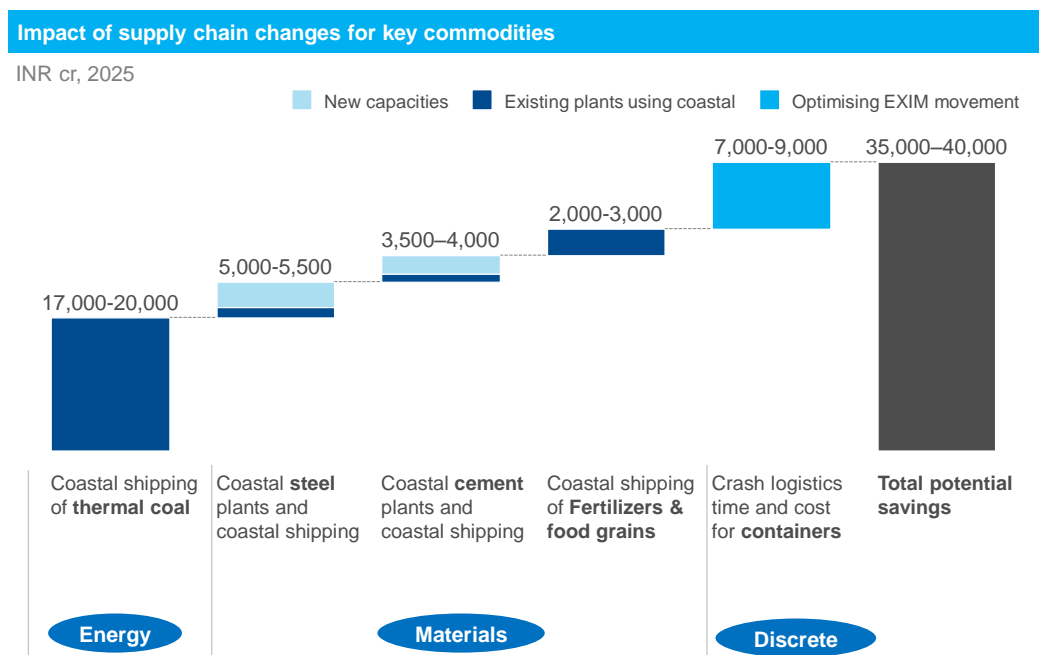 Impact of supply chain changes for key commodities
INR cr, 2025
New capacities
Existing plants using coastal
Optimising EXIM movement
17,000-20,000
5,000-5,500
3,500–4,000
2,000-3,000
7,000-9,000
35,000–40,000
Coastal shipping
of thermal coal
Coastal steel
plants and
coastal shipping
Coastal cement
plants and
coastal shipping
Coastal shipping
of Fertilizers &
food grains
Crash logistics
time and cost
for containers
Total potential
savings
Energy
Materials
Discrete